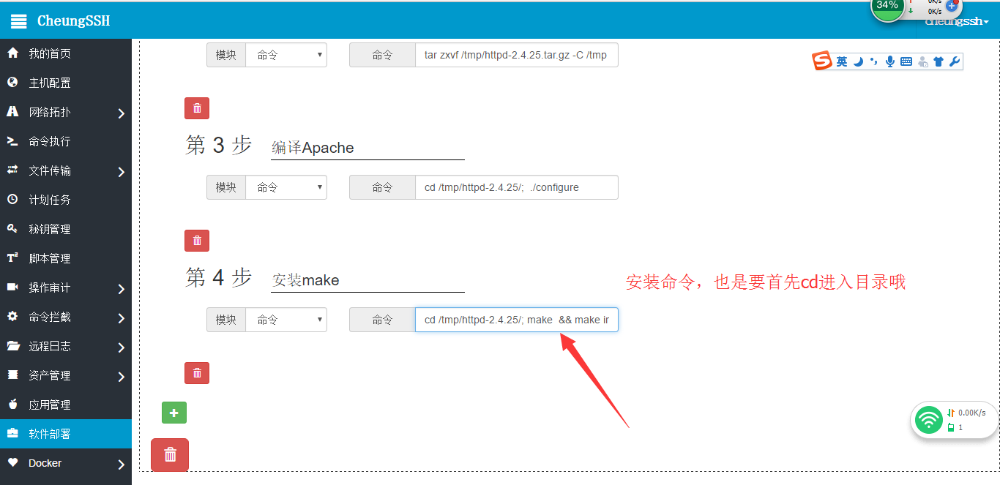 34%
0K/s
0K/s
CheungSSH
cheungssh
我的首页
主机配置
网络拓扑
命令执行
文件传输
计划任务
秘钥管理
脚本管理
操作审计
命令拦截
远程日志
资产管理
应用管理
软件部署
Docker
模块 命令 命令 tar zxvf /tmp/httpd-2.4.25.tar.gz -C /tmp
英
第 3 步 编译Apache
模块 命令 命令 cd /tmp/httpd-2.4.25/; ./configure
第 4 步 安装make
安装命令，也是要首先cd进入目录哦
模块 命令 命令 cd /tmp/httpd-2.4.25/; make && make in
0.00K/s
1